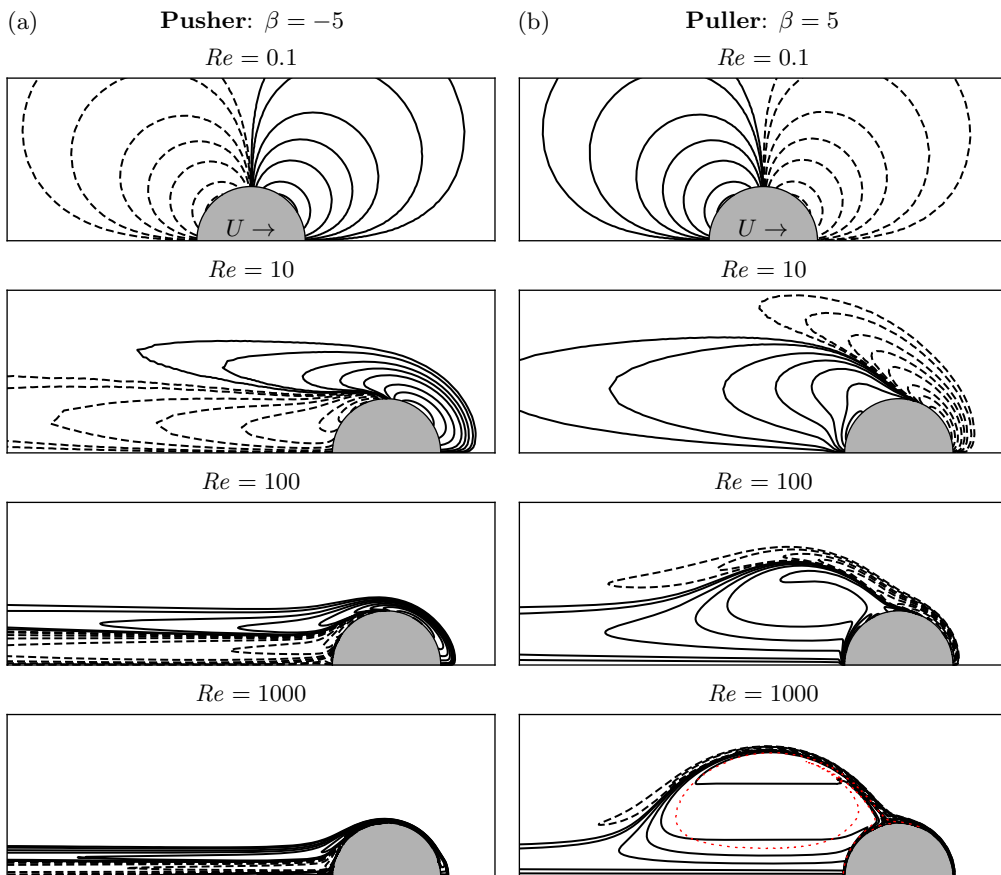 (a) Pusher: β = −5
(b) Puller: β = 5
Re = 0.1
Re = 0.1
U →
U →
Re = 10
Re = 10
Re = 100
Re = 100
Re = 1000
Re = 1000